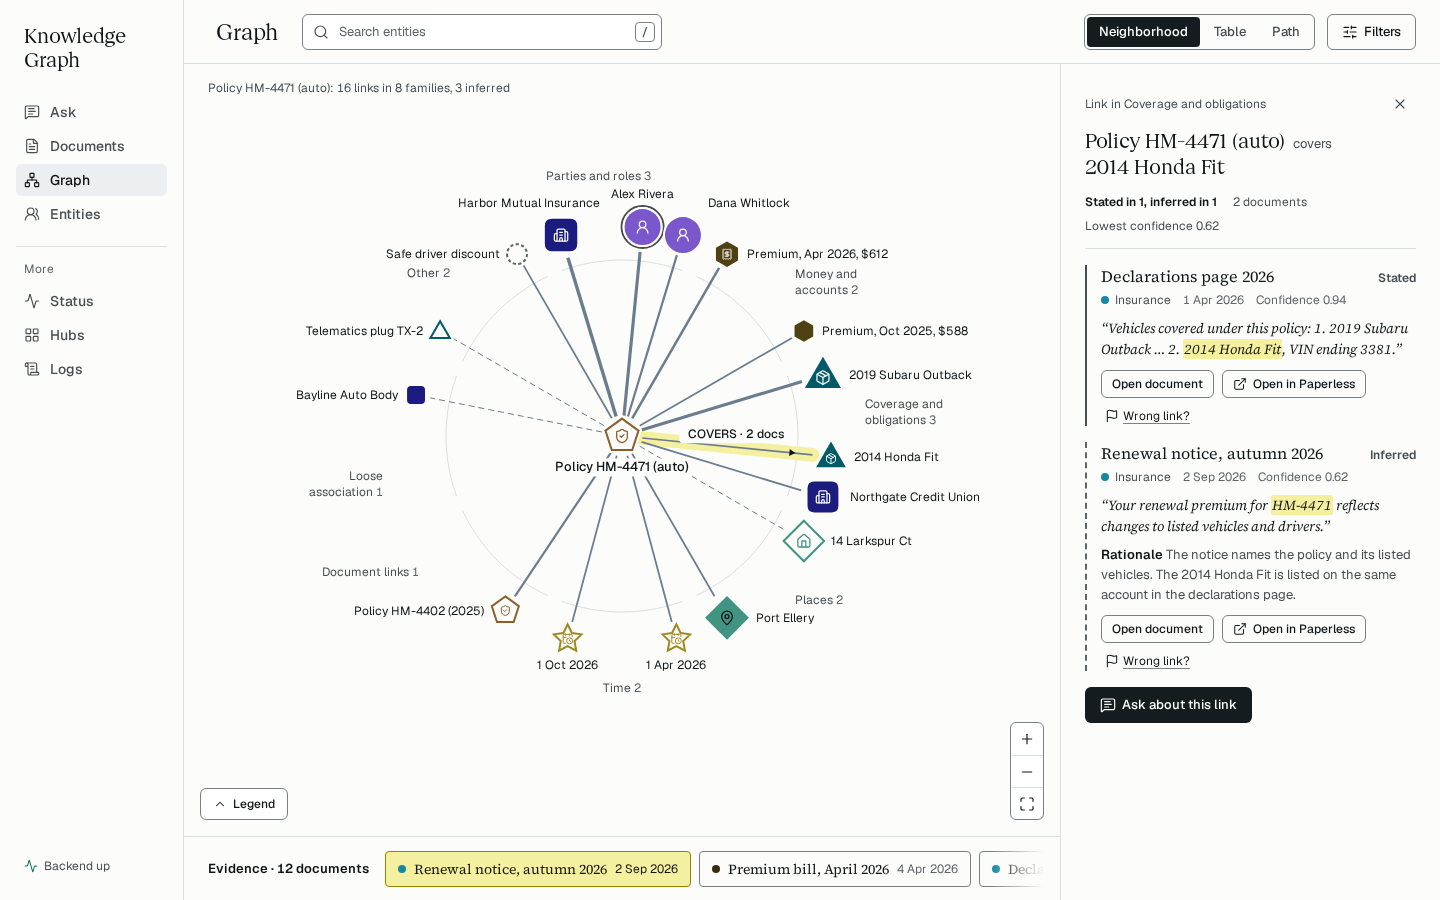 Knowledge
Graph
Ask
Documents
Graph
Entities
More
Status
Hubs
Logs
Backend up
Graph
Search entities
/
Neighborhood
Table
Path
Filters
Policy HM-4471 (auto): 16 links in 8 families, 3 inferred
Parties and roles 3
Alex Rivera
Harbor Mutual Insurance
Dana Whitlock
Safe driver discount
Other 2
Premium, Apr 2026, $612
Money and
accounts 2
Telematics plug TX-2
Premium, Oct 2025, $588
2019 Subaru Outback
Bayline Auto Body
Coverage and
obligations 3
COVERS · 2 docs
2014 Honda Fit
Policy HM-4471 (auto)
Loose
association 1
Northgate Credit Union
14 Larkspur Ct
Document links 1
Places 2
Policy HM-4402 (2025)
Port Ellery
1 Oct 2026
1 Apr 2026
Time 2
Legend
Evidence · 12 documents
Renewal notice, autumn 2026 2 Sep 2026
Premium bill, April 2026 4 Apr 2026
Link in Coverage and obligations
Policy HM-4471 (auto) covers
2014 Honda Fit
Stated in 1, inferred in 1 2 documents
Lowest confidence 0.62
Declarations page 2026 Stated
Insurance 1 Apr 2026 Confidence 0.94
“Vehicles covered under this policy: 1. 2019 Subaru
Outback ... 2. 2014 Honda Fit, VIN ending 3381.”
Open document
Open in Paperless
Wrong link?
Renewal notice, autumn 2026 Inferred
Insurance 2 Sep 2026 Confidence 0.62
“Your renewal premium for HM-4471 reflects
changes to listed vehicles and drivers.”
Rationale The notice names the policy and its listed
vehicles. The 2014 Honda Fit is listed on the same
account in the declarations page.
Open document
Open in Paperless
Wrong link?
Ask about this link